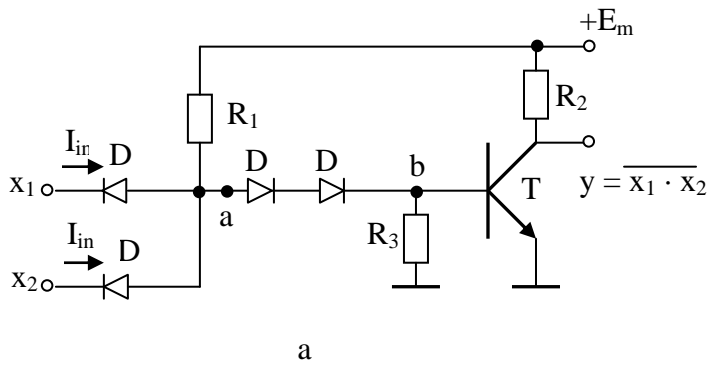 +Em
R1
R2
Iin D
D
D
b
x1
a
T
y = x1 · x2
Iin
D
R3
x2
a